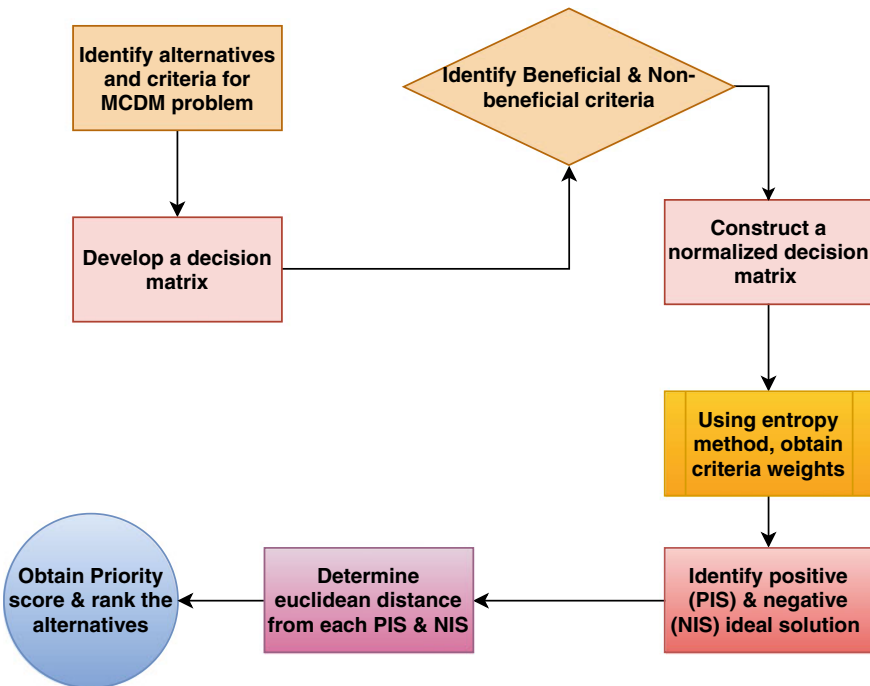 Identify alternatives
and criteria for
MCDM problem
Identify Beneficial & Non-
beneficial criteria
Develop a decision
matrix
Construct a
normalized decision
matrix
Using entropy
method, obtain
criteria weights
Identify positive
(PIS) & negative
(NIS) ideal solution
Determine
euclidean distance
from each PIS & NIS
Obtain Priority
score & rank the
alternatives